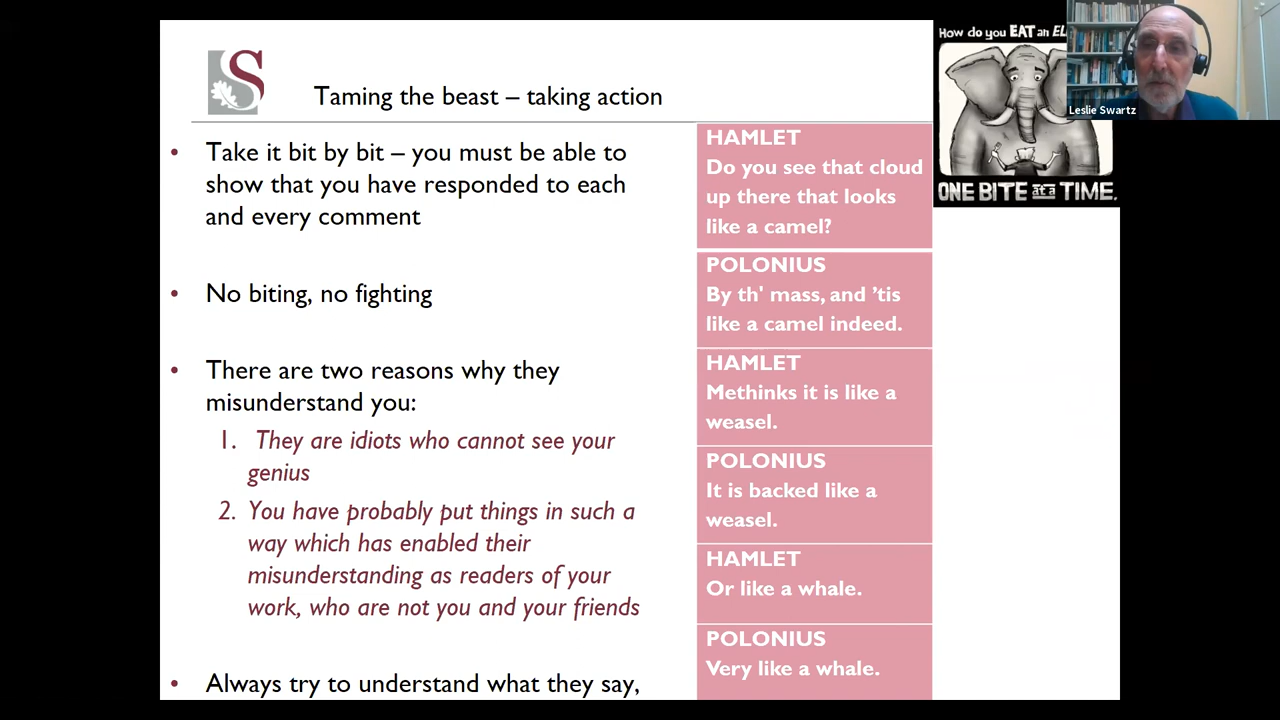 S
Taming the beast – taking action
• Take it bit by bit – you must be able to
show that you have responded to each
and every comment
• No biting, no fighting
• There are two reasons why they
misunderstand you:
1. They are idiots who cannot see your
genius
2. You have probably put things in such a
way which has enabled their
misunderstanding as readers of your
work, who are not you and your friends
• Always try to understand what they say,
HAMLET
Do you see that cloud
up there that looks
like a camel?
POLONIUS
By th' mass, and ’tis
like a camel indeed.
HAMLET
Methinks it is like a
weasel.
POLONIUS
It is backed like a
weasel.
HAMLET
Or like a whale.
POLONIUS
Very like a whale.
How do you EAT an EL
ONE BITE at a TIME.
Leslie Swartz